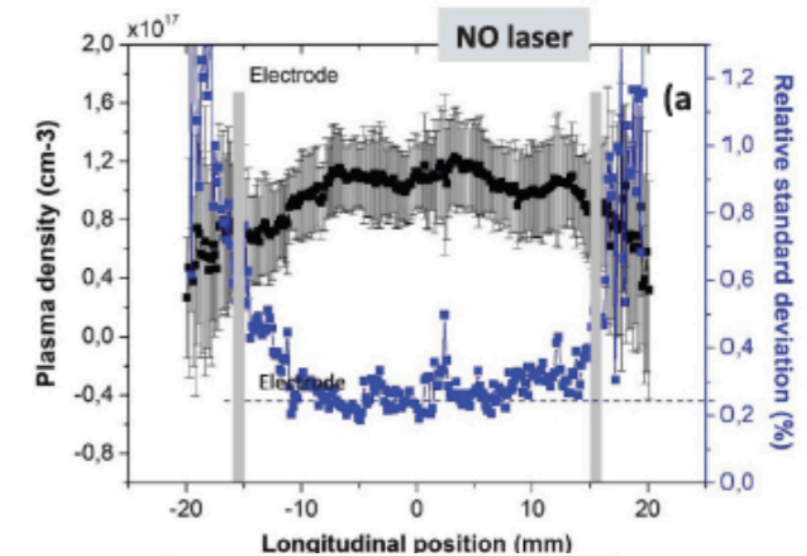 x10¹⁷
NO laser
2,0
1,6
1,2
0,8
0,4
0,0
-0,4
-0,8
Plasma density (cm-3)
Electrode
(a
Electrode
1,2
1,0
0,8
0,6
0,4
0,2
0,0
Relative standard deviation (%)
-20
-10
0
10
20
Longitudinal position (mm)